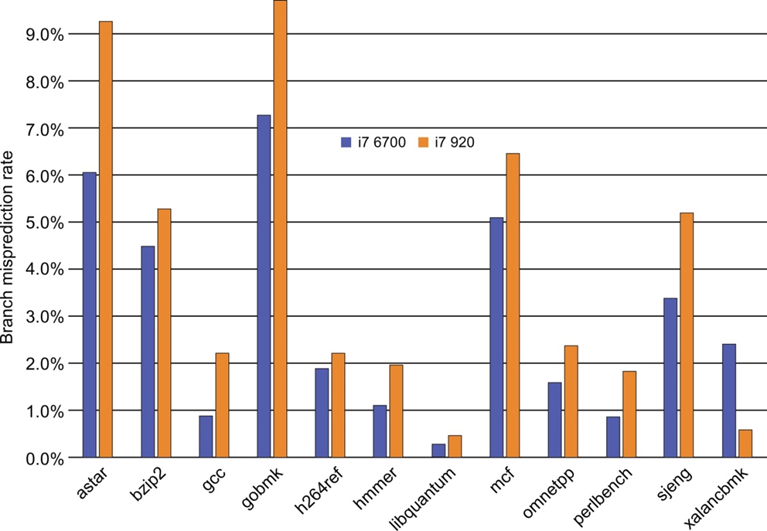 Branch misprediction rate
9.0%
8.0%
7.0%
6.0%
5.0%
4.0%
3.0%
2.0%
1.0%
0.0%
i7 6700 i7 920
astar
bzip2
gcc
gobmk
h264ref
hmmer
libquantum
mcf
omnetpp
perlbench
sjeng
xalancbmk